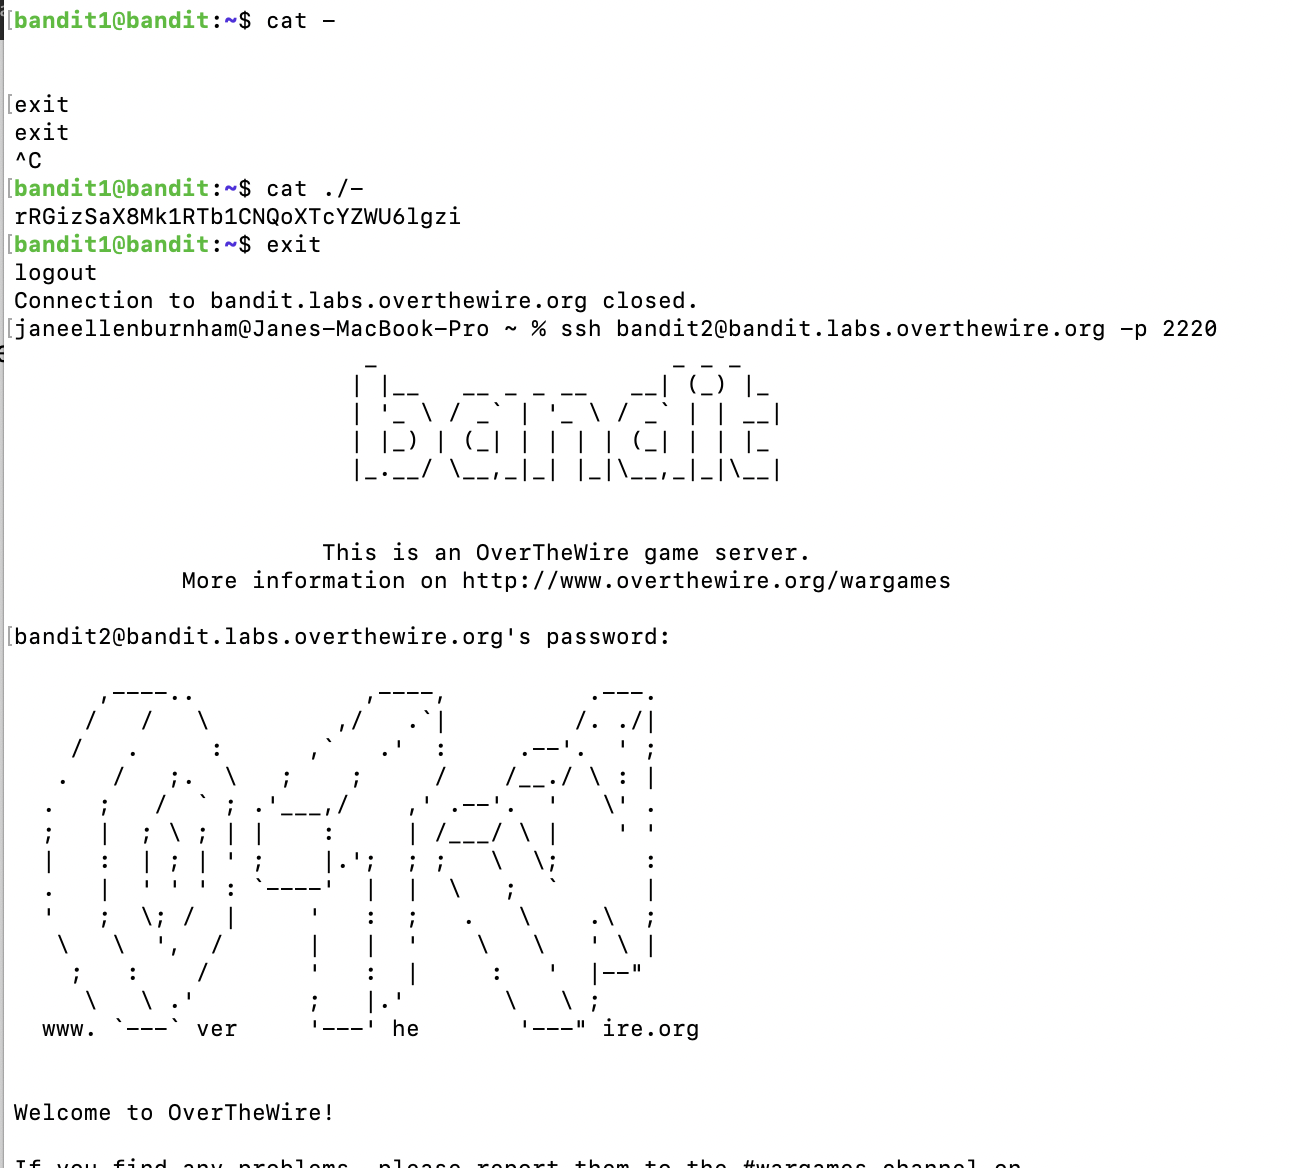 bandit1@bandit:~$ cat -
exit
exit
^C
bandit1@bandit:~$ cat ./-
rRGizSaX8Mk1RTb1CNQoXTcYZWU6lgzi
bandit1@bandit:~$ exit
logout
Connection to bandit.labs.overthewire.org closed.
janeellenburnham@Janes-MacBook-Pro ~ % ssh bandit2@bandit.labs.overthewire.org -p 2220
bandit
This is an OverTheWire game server.
More information on http://www.overthewire.org/wargames
bandit2@bandit.labs.overthewire.org's password:
www. ver he ire.org
Welcome to OverTheWire!
If you find any problems, please report them to the #wargames channel on